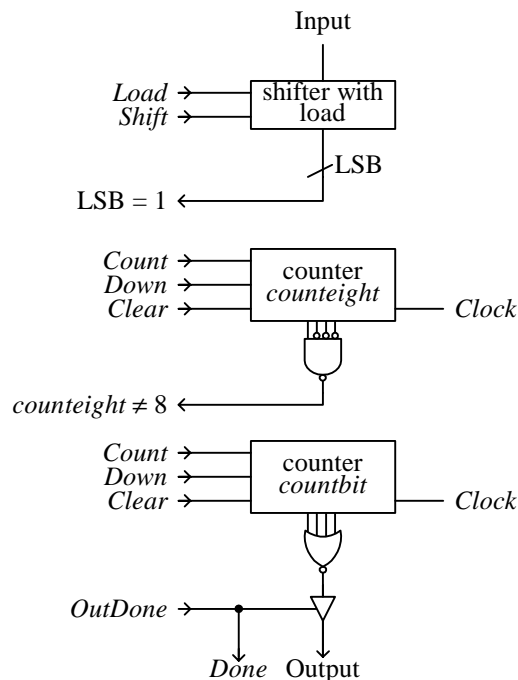 Input
Load
Shift
shifter with
load
LSB
LSB = 1
Count
Down
Clear
counter
counteight
Clock
counteight ≠ 8
Count
Down
Clear
counter
countbit
Clock
OutDone
Done
Output